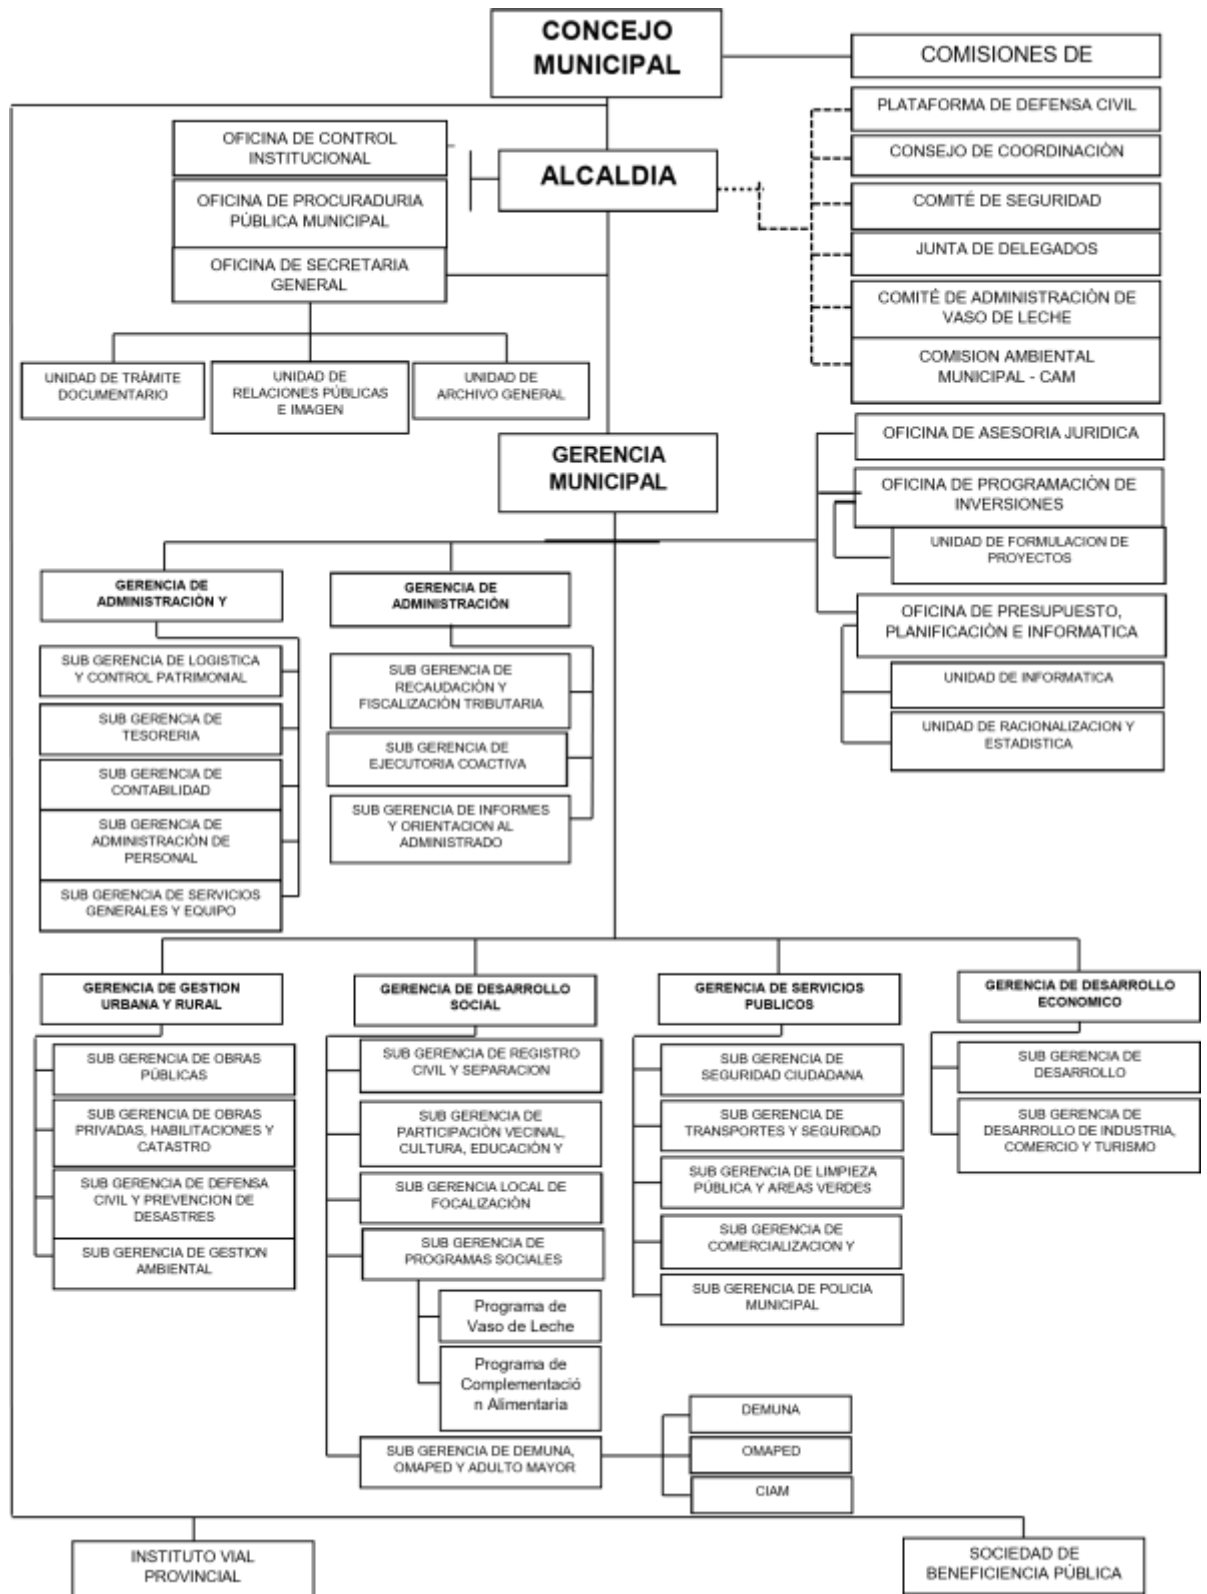 CONCEJO
MUNICIPAL
COMISIONES DE
PLATAFORMA DE DEFENSA CIVIL
OFICINA DE CONTROL
INSTITUCIONAL
CONSEJO DE COORDINACIÒN
ALCALDIA
OFICINA DE PROCURADURIA
PÚBLICA MUNICIPAL
COMITÉ DE SEGURIDAD
OFICINA DE SECRETARIA
GENERAL
JUNTA DE DELEGADOS
COMITÉ DE ADMINISTRACIÒN DE
VASO DE LECHE
COMISION AMBIENTAL
MUNICIPAL - CAM
UNIDAD DE TRÀMITE
DOCUMENTARIO
UNIDAD DE
RELACIONES PÚBLICAS
E IMAGEN
UNIDAD DE
ARCHIVO GENERAL
OFICINA DE ASESORIA JURIDICA
GERENCIA
MUNICIPAL
OFICINA DE PROGRAMACIÒN DE
INVERSIONES
UNIDAD DE FORMULACION DE
PROYECTOS
GERENCIA DE
ADMINISTRACIÒN Y
GERENCIA DE
ADMINISTRACIÒN
OFICINA DE PRESUPUESTO,
PLANIFICACIÒN E INFORMATICA
UNIDAD DE INFORMATICA
UNIDAD DE RACIONALIZACION Y
ESTADISTICA
SUB GERENCIA DE LOGISTICA
Y CONTROL PATRIMONIAL
SUB GERENCIA DE
TESORERIA
SUB GERENCIA DE
CONTABILIDAD
SUB GERENCIA DE
ADMINISTRACIÒN DE
PERSONAL
SUB GERENCIA DE SERVICIOS
GENERALES Y EQUIPO
SUB GERENCIA DE
RECAUDACIÒN Y
FISCALIZACIÒN TRIBUTARIA
SUB GERENCIA DE
EJECUTORIA COACTIVA
SUB GERENCIA DE INFORMES
Y ORIENTACION AL
ADMINISTRADO
GERENCIA DE GESTION
URBANA Y RURAL
GERENCIA DE DESARROLLO
SOCIAL
GERENCIA DE SERVICIOS
PUBLICOS
GERENCIA DE DESARROLLO
ECONOMICO
SUB GERENCIA DE OBRAS
PÚBLICAS
SUB GERENCIA DE OBRAS
PRIVADAS, HABILITACIONES Y
CATASTRO
SUB GERENCIA DE DEFENSA
CIVIL Y PREVENCION DE
DESASTRES
SUB GERENCIA DE GESTION
AMBIENTAL
SUB GERENCIA DE REGISTRO
CIVIL Y SEPARACION
SUB GERENCIA DE
PARTICIPACIÒN VECINAL,
CULTURA, EDUCACIÒN Y
SUB GERENCIA LOCAL DE
FOCALIZACIÒN
SUB GERENCIA DE
PROGRAMAS SOCIALES
Programa de
Vaso de Leche
Programa de
Complementació
n Alimentaria
SUB GERENCIA DE DEMUNA,
OMAPED Y ADULTO MAYOR
DEMUNA
OMAPED
CIAM
SUB GERENCIA DE
SEGURIDAD CIUDADANA
SUB GERENCIA DE
TRANSPORTES Y SEGURIDAD
SUB GERENCIA DE LIMPIEZA
PÚBLICA Y AREAS VERDES
SUB GERENCIA DE
COMERCIALIZACION Y
SUB GERENCIA DE POLICIA
MUNICIPAL
SUB GERENCIA DE
DESARROLLO
SUB GERENCIA DE
DESARROLLO DE INDUSTRIA,
COMERCIO Y TURISMO
INSTITUTO VIAL
PROVINCIAL
SOCIEDAD DE
BENEFICIENCIA PÚBLICA